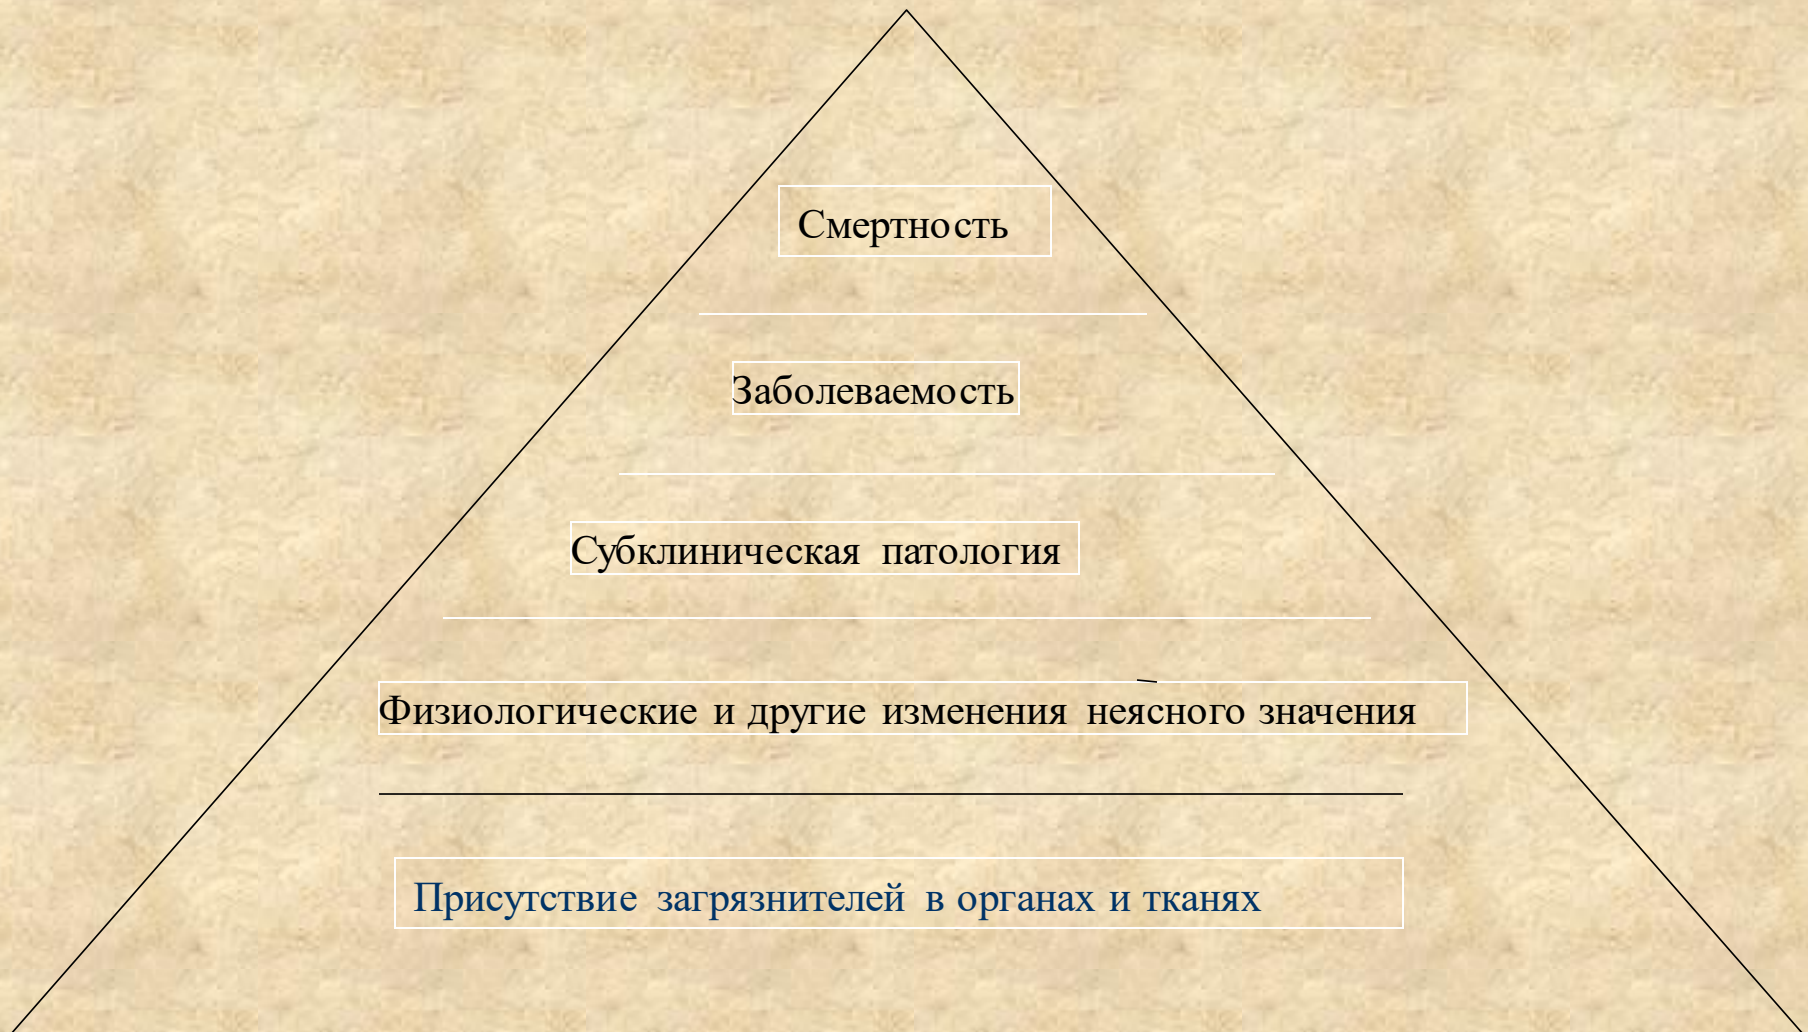 Смертность
Заболеваемость
Субклиническая патология
Физиологические и другие изменения неясного значения
Присутствие загрязнителей в органах и тканях